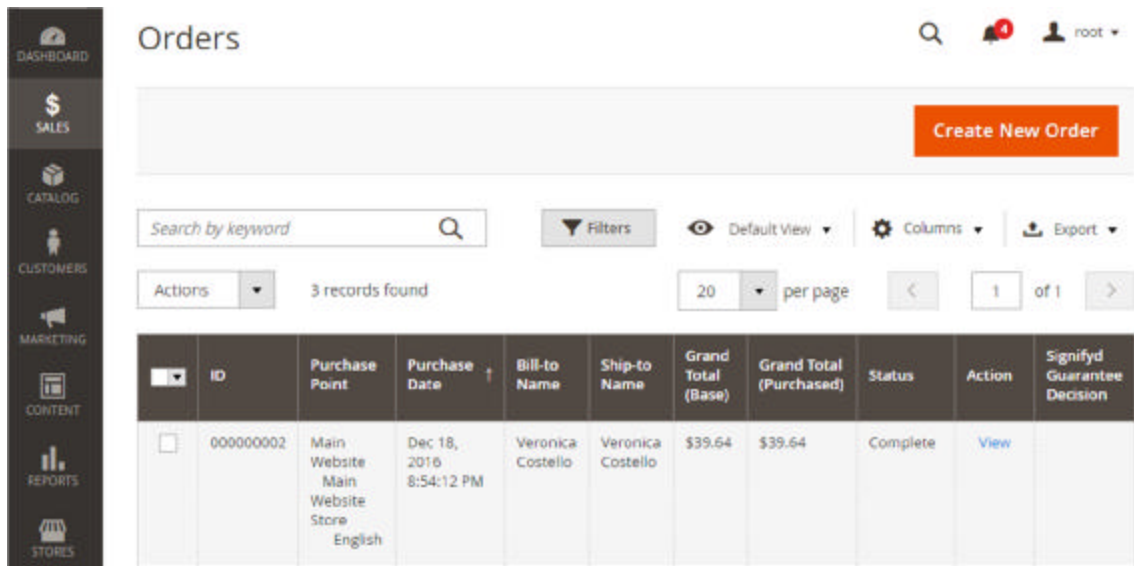 Orders
4
root
DASHBOARD
$
SALES
CATALOG
CUSTOMERS
MARKETING
CONTENT
REPORTS
STORES
Create New Order
Search by keyword
Filters
Default View
Columns
Export
Actions
3 records found
20
per page
<
1
of 1
>
ID
Purchase
Point
Purchase
Date ↑
Bill-to
Name
Ship-to
Name
Grand
Total
(Base)
Grand Total
(Purchased)
Status
Action
Signifyd
Guarantee
Decision
000000002
Main
Website
Main
Website
Store
English
Dec 18,
2016
8:54:12 PM
Veronica
Costello
Veronica
Costello
$39.64
$39.64
Complete
View